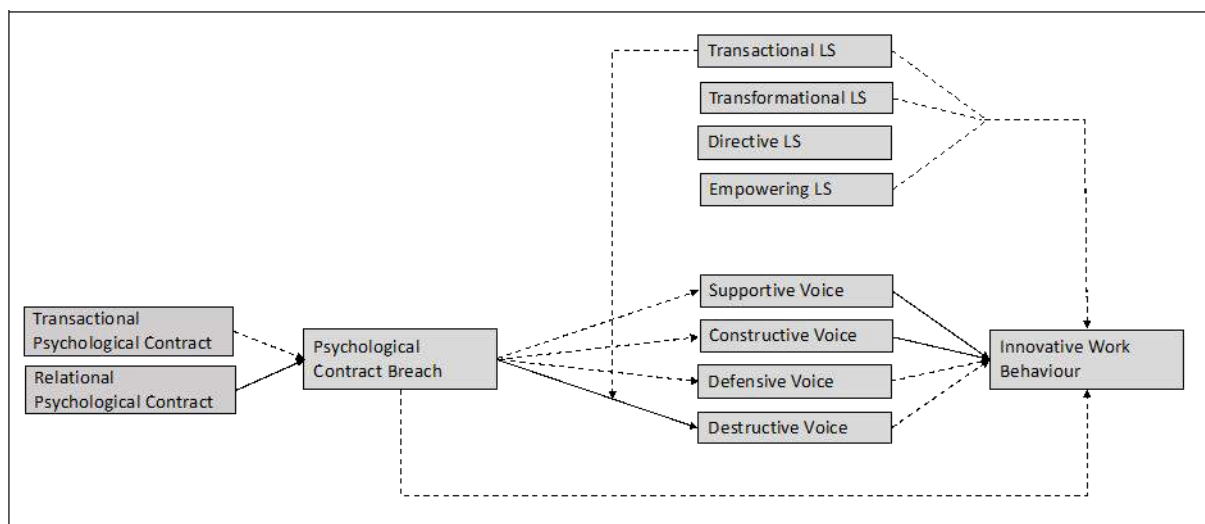 Transactional LS
Transformational LS
Directive LS
Empowering LS
Supportive Voice
Transactional
Psychological Contract
Constructive Voice
Psychological
Contract Breach
Innovative Work
Behaviour
Relational
Psychological Contract
Defensive Voice
Destructive Voice